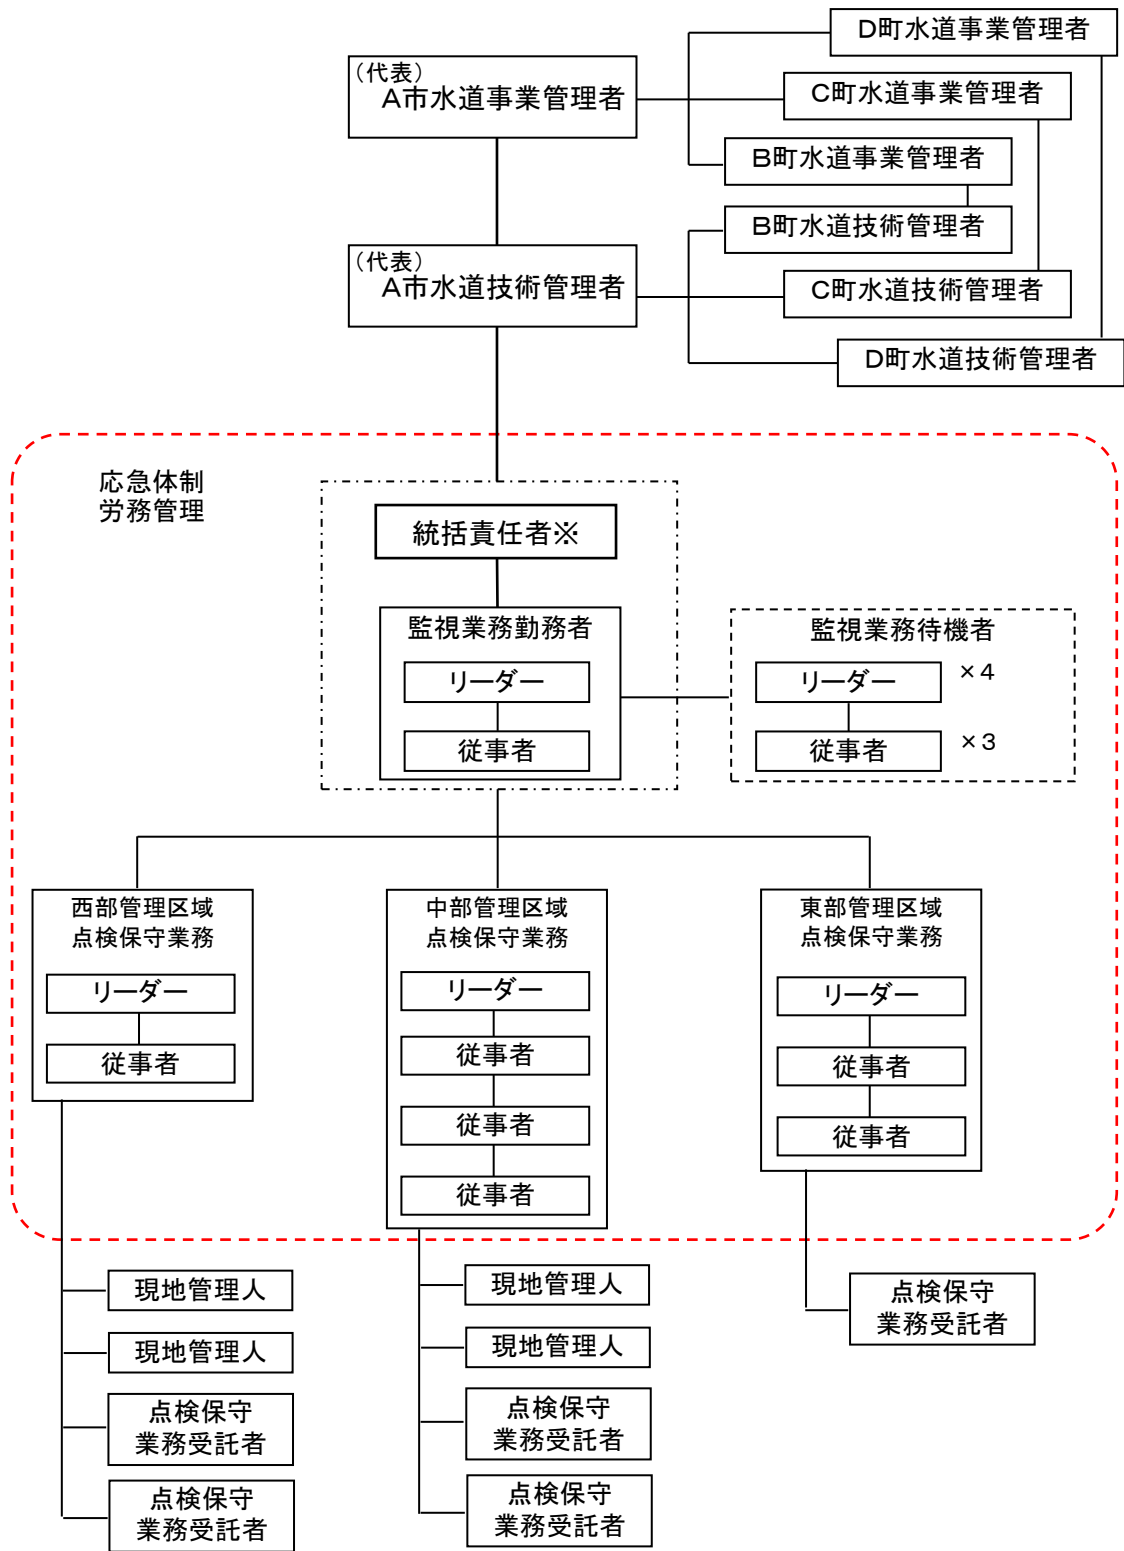 D町水道事業管理者
（代表）
A市水道事業管理者
C町水道事業管理者
B町水道事業管理者
B町水道技術管理者
（代表）
A市水道技術管理者
C町水道技術管理者
D町水道技術管理者
応急体制
労務管理
統括責任者※
監視業務勤務者
リーダー
従事者
監視業務待機者
リーダー
×4
従事者
×3
西部管理区域
点検保守業務
リーダー
従事者
中部管理区域
点検保守業務
リーダー
従事者
従事者
従事者
東部管理区域
点検保守業務
リーダー
従事者
従事者
現地管理人
現地管理人
点検保守
業務受託者
点検保守
業務受託者
現地管理人
現地管理人
点検保守
業務受託者
点検保守
業務受託者
点検保守
業務受託者